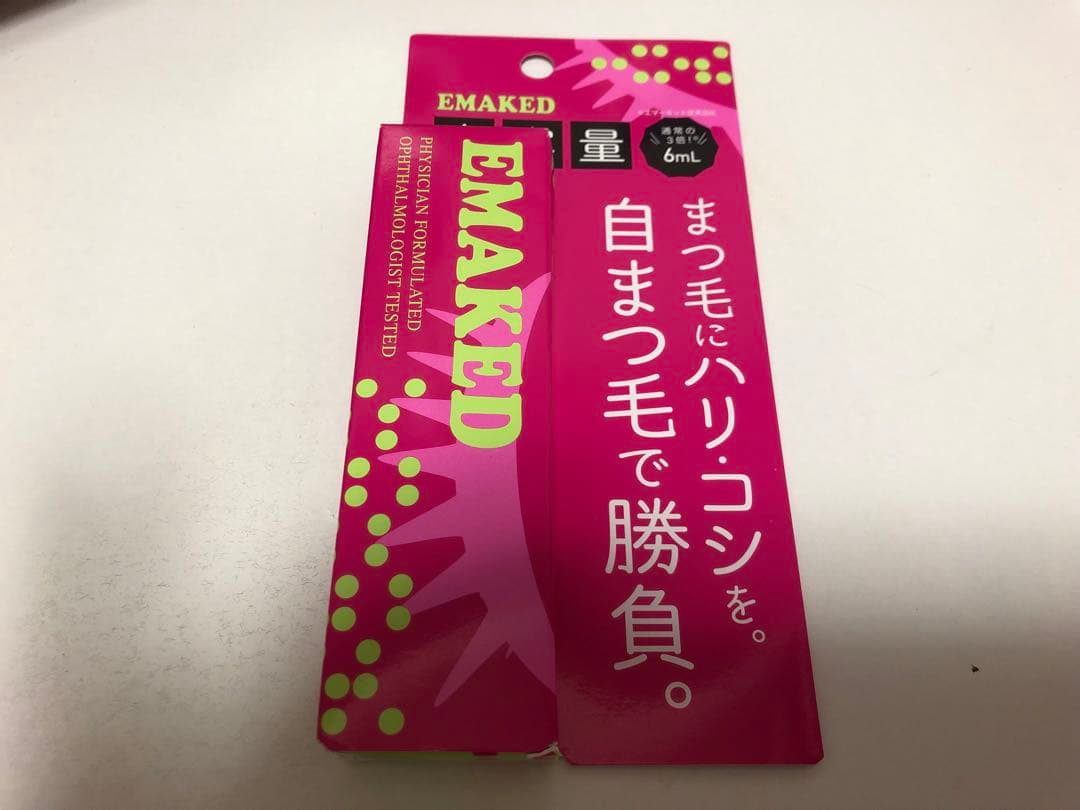 EMAKED
量
通常の
3倍!
6mL
まつ毛にハリ・コシを。
自まつ毛で勝負。
EMAKED
PHYSICIAN FORMULATED
OPHTHALMOLOGIST TESTED